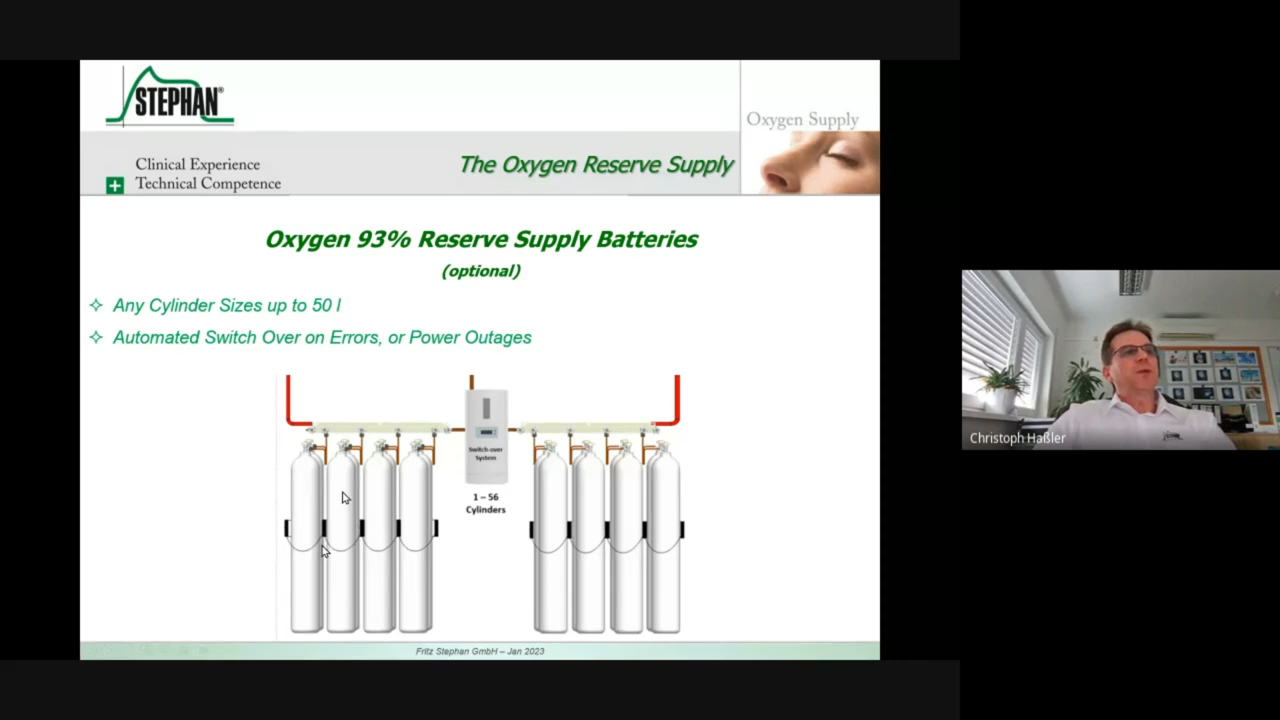 STEPHAN®
Oxygen Supply
Clinical Experience
Technical Competence
The Oxygen Reserve Supply
Oxygen 93% Reserve Supply Batteries
(optional)
Any Cylinder Sizes up to 50 l
Automated Switch Over on Errors, or Power Outages
Switch over
System
1 – 56
Cylinders
Fritz Stephan GmbH – Jan 2023
Christoph Haßler